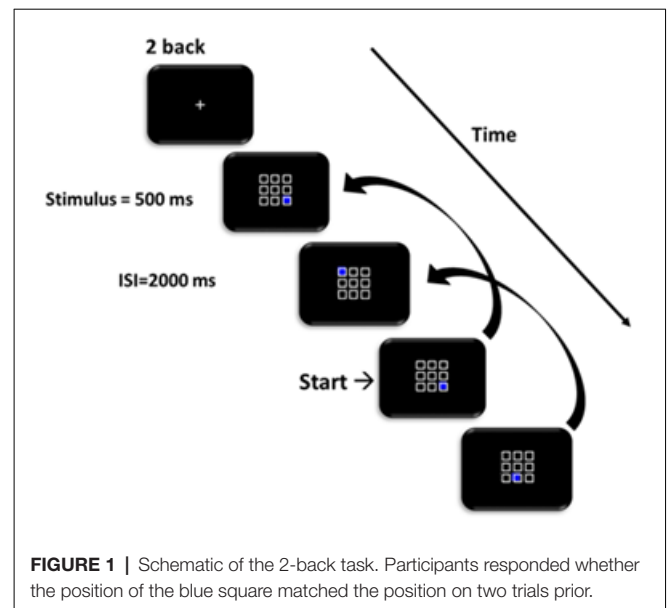 2 back
Time
Stimulus = 500 ms
ISI=2000 ms
Start →
FIGURE 1 | Schematic of the 2-back task. Participants responded whether
the position of the blue square matched the position on two trials prior.